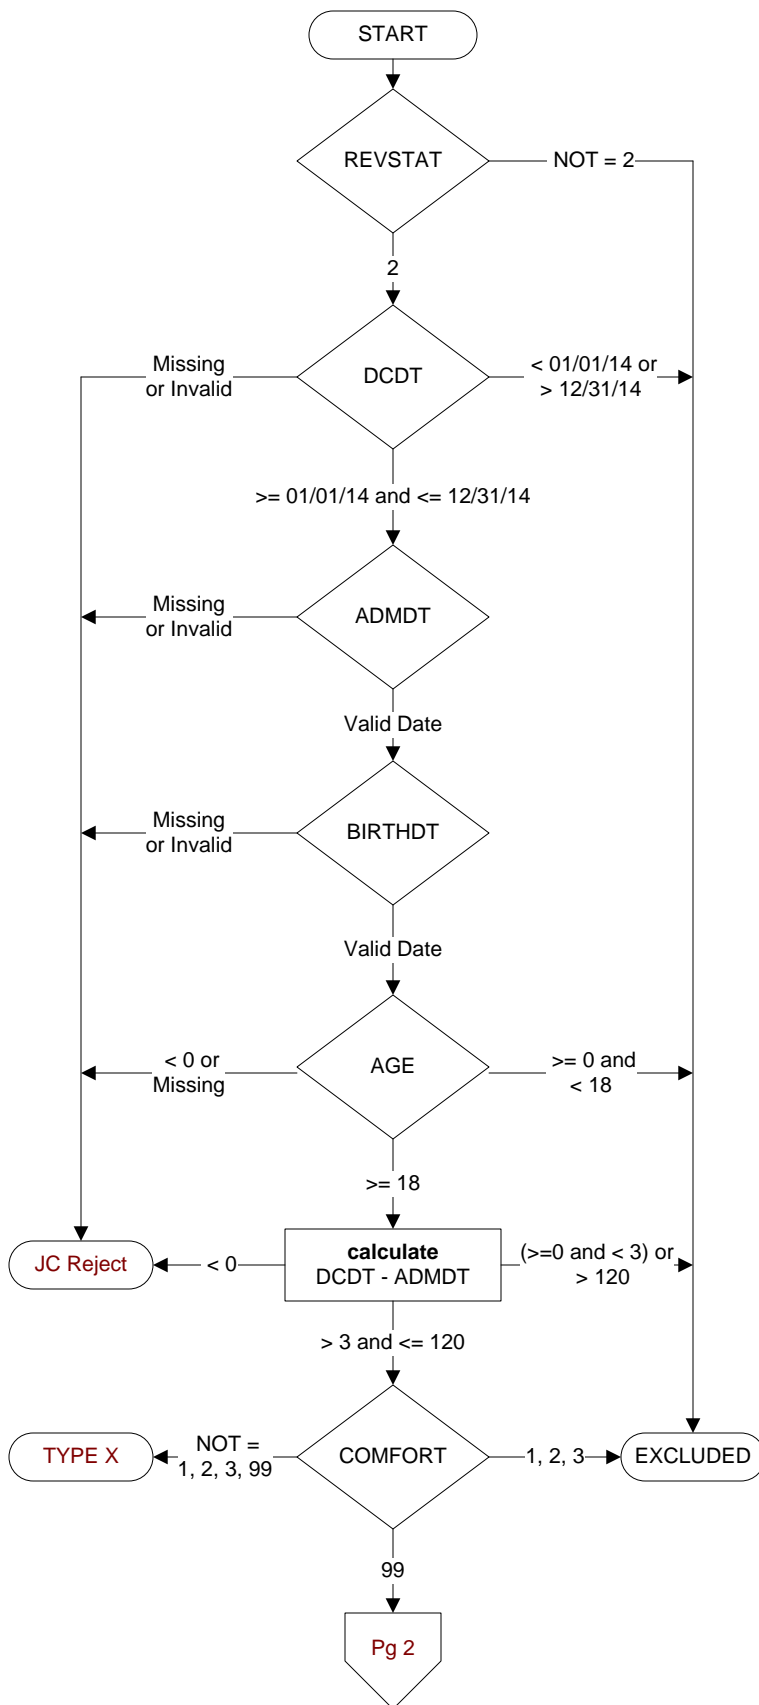 START
REVSTAT
NOT = 2
2
Missing
or Invalid
DCDT
< 01/01/14 or
> 12/31/14
>= 01/01/14 and <= 12/31/14
Missing
or Invalid
ADMDT
Valid Date
Missing
or Invalid
BIRTHDT
Valid Date
< 0 or
Missing
AGE
>= 0 and
< 18
>= 18
JC Reject
< 0
calculate
DCDT - ADMDT
(>=0 and < 3) or
> 120
> 3 and <= 120
TYPE X
NOT =
1, 2, 3, 99
COMFORT
1, 2, 3
EXCLUDED
99
Pg 2